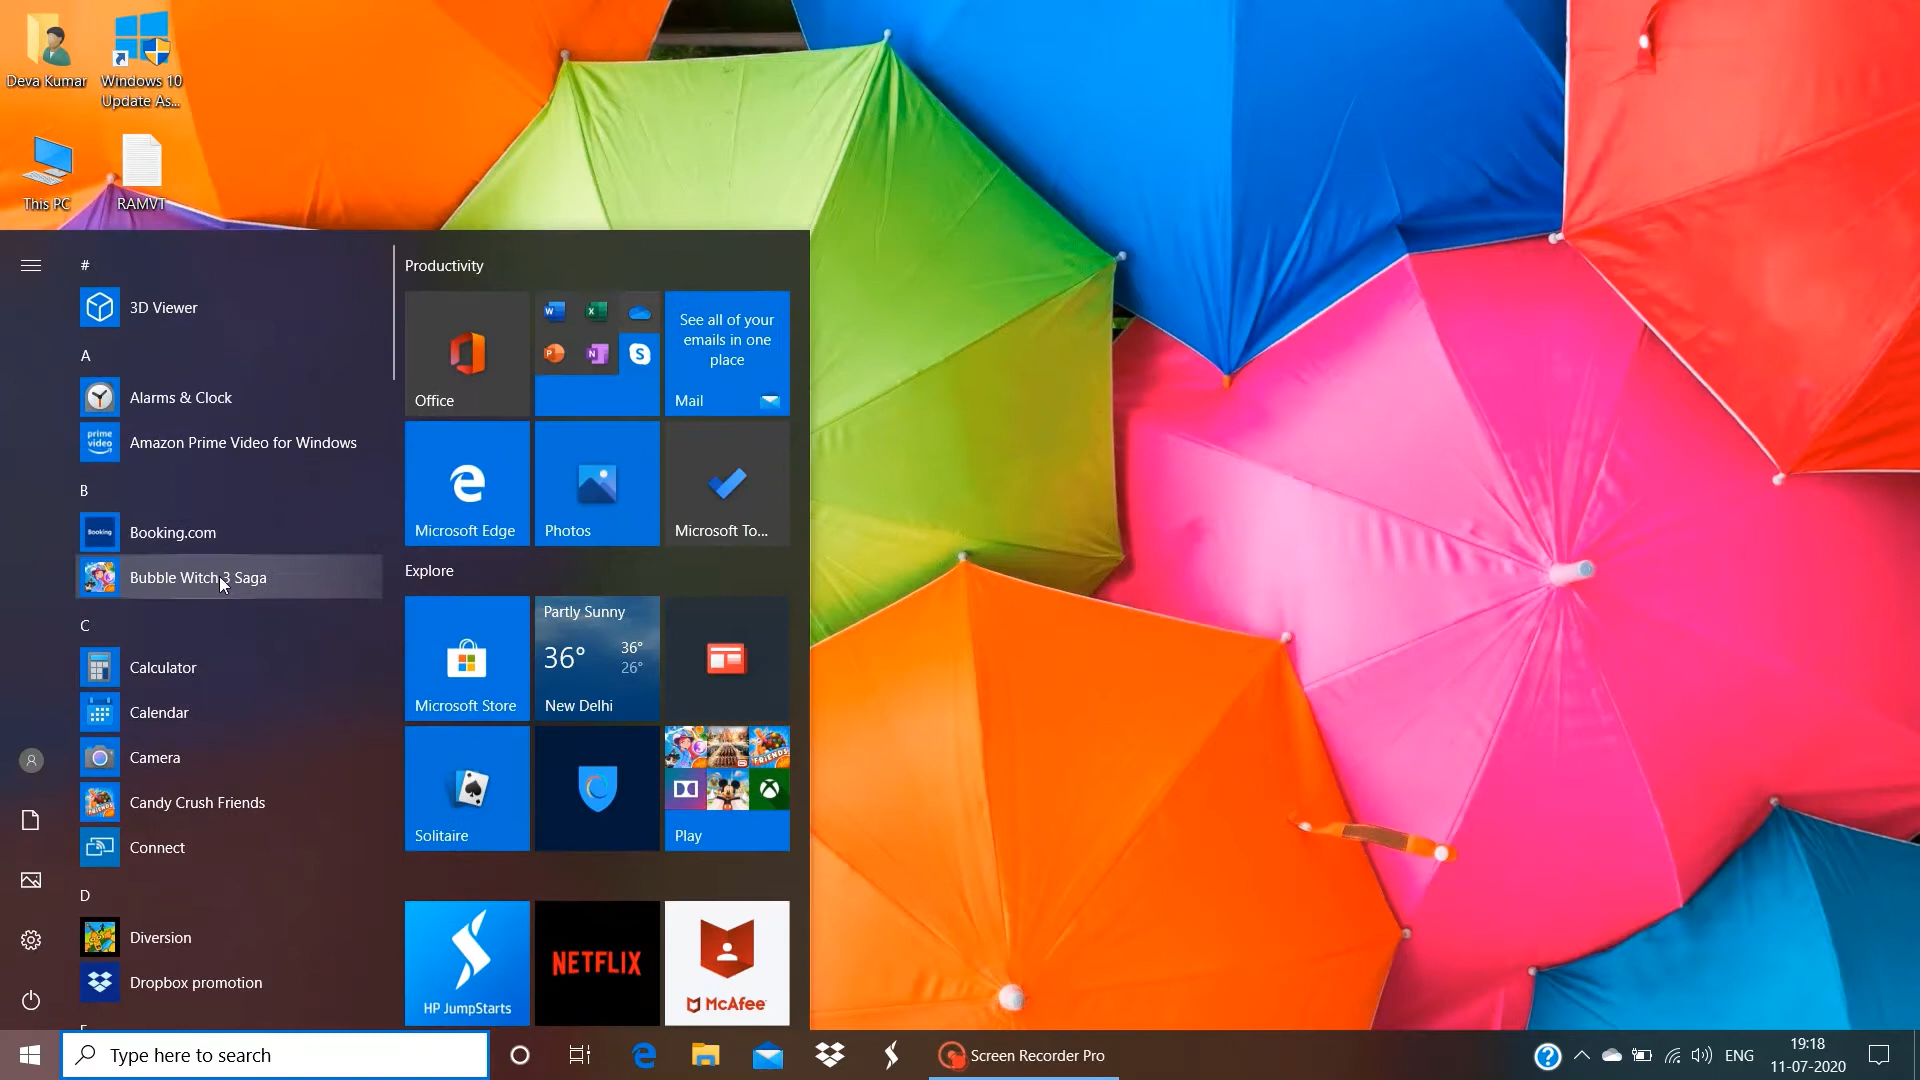 Deva Kumar
Windows 10
Update As...
This PC
RAMVT
#
3D Viewer
A
Alarms & Clock
prime
video
Amazon Prime Video for Windows
B
Booking
Booking.com
Bubble Witch 3 Saga
C
Calculator
Calendar
Camera
Candy Crush Friends
Connect
D
Diversion
Dropbox promotion
Productivity
Office
See all of your
emails in one
place
Mail
Microsoft Edge
Photos
Microsoft To...
Explore
Microsoft Store
Partly Sunny
36°
36°
26°
New Delhi
Solitaire
FRIENDS
Play
HP JumpStarts
NETFLIX
McAfee
Type here to search
Screen Recorder Pro
ENG
19:18
11-07-2020